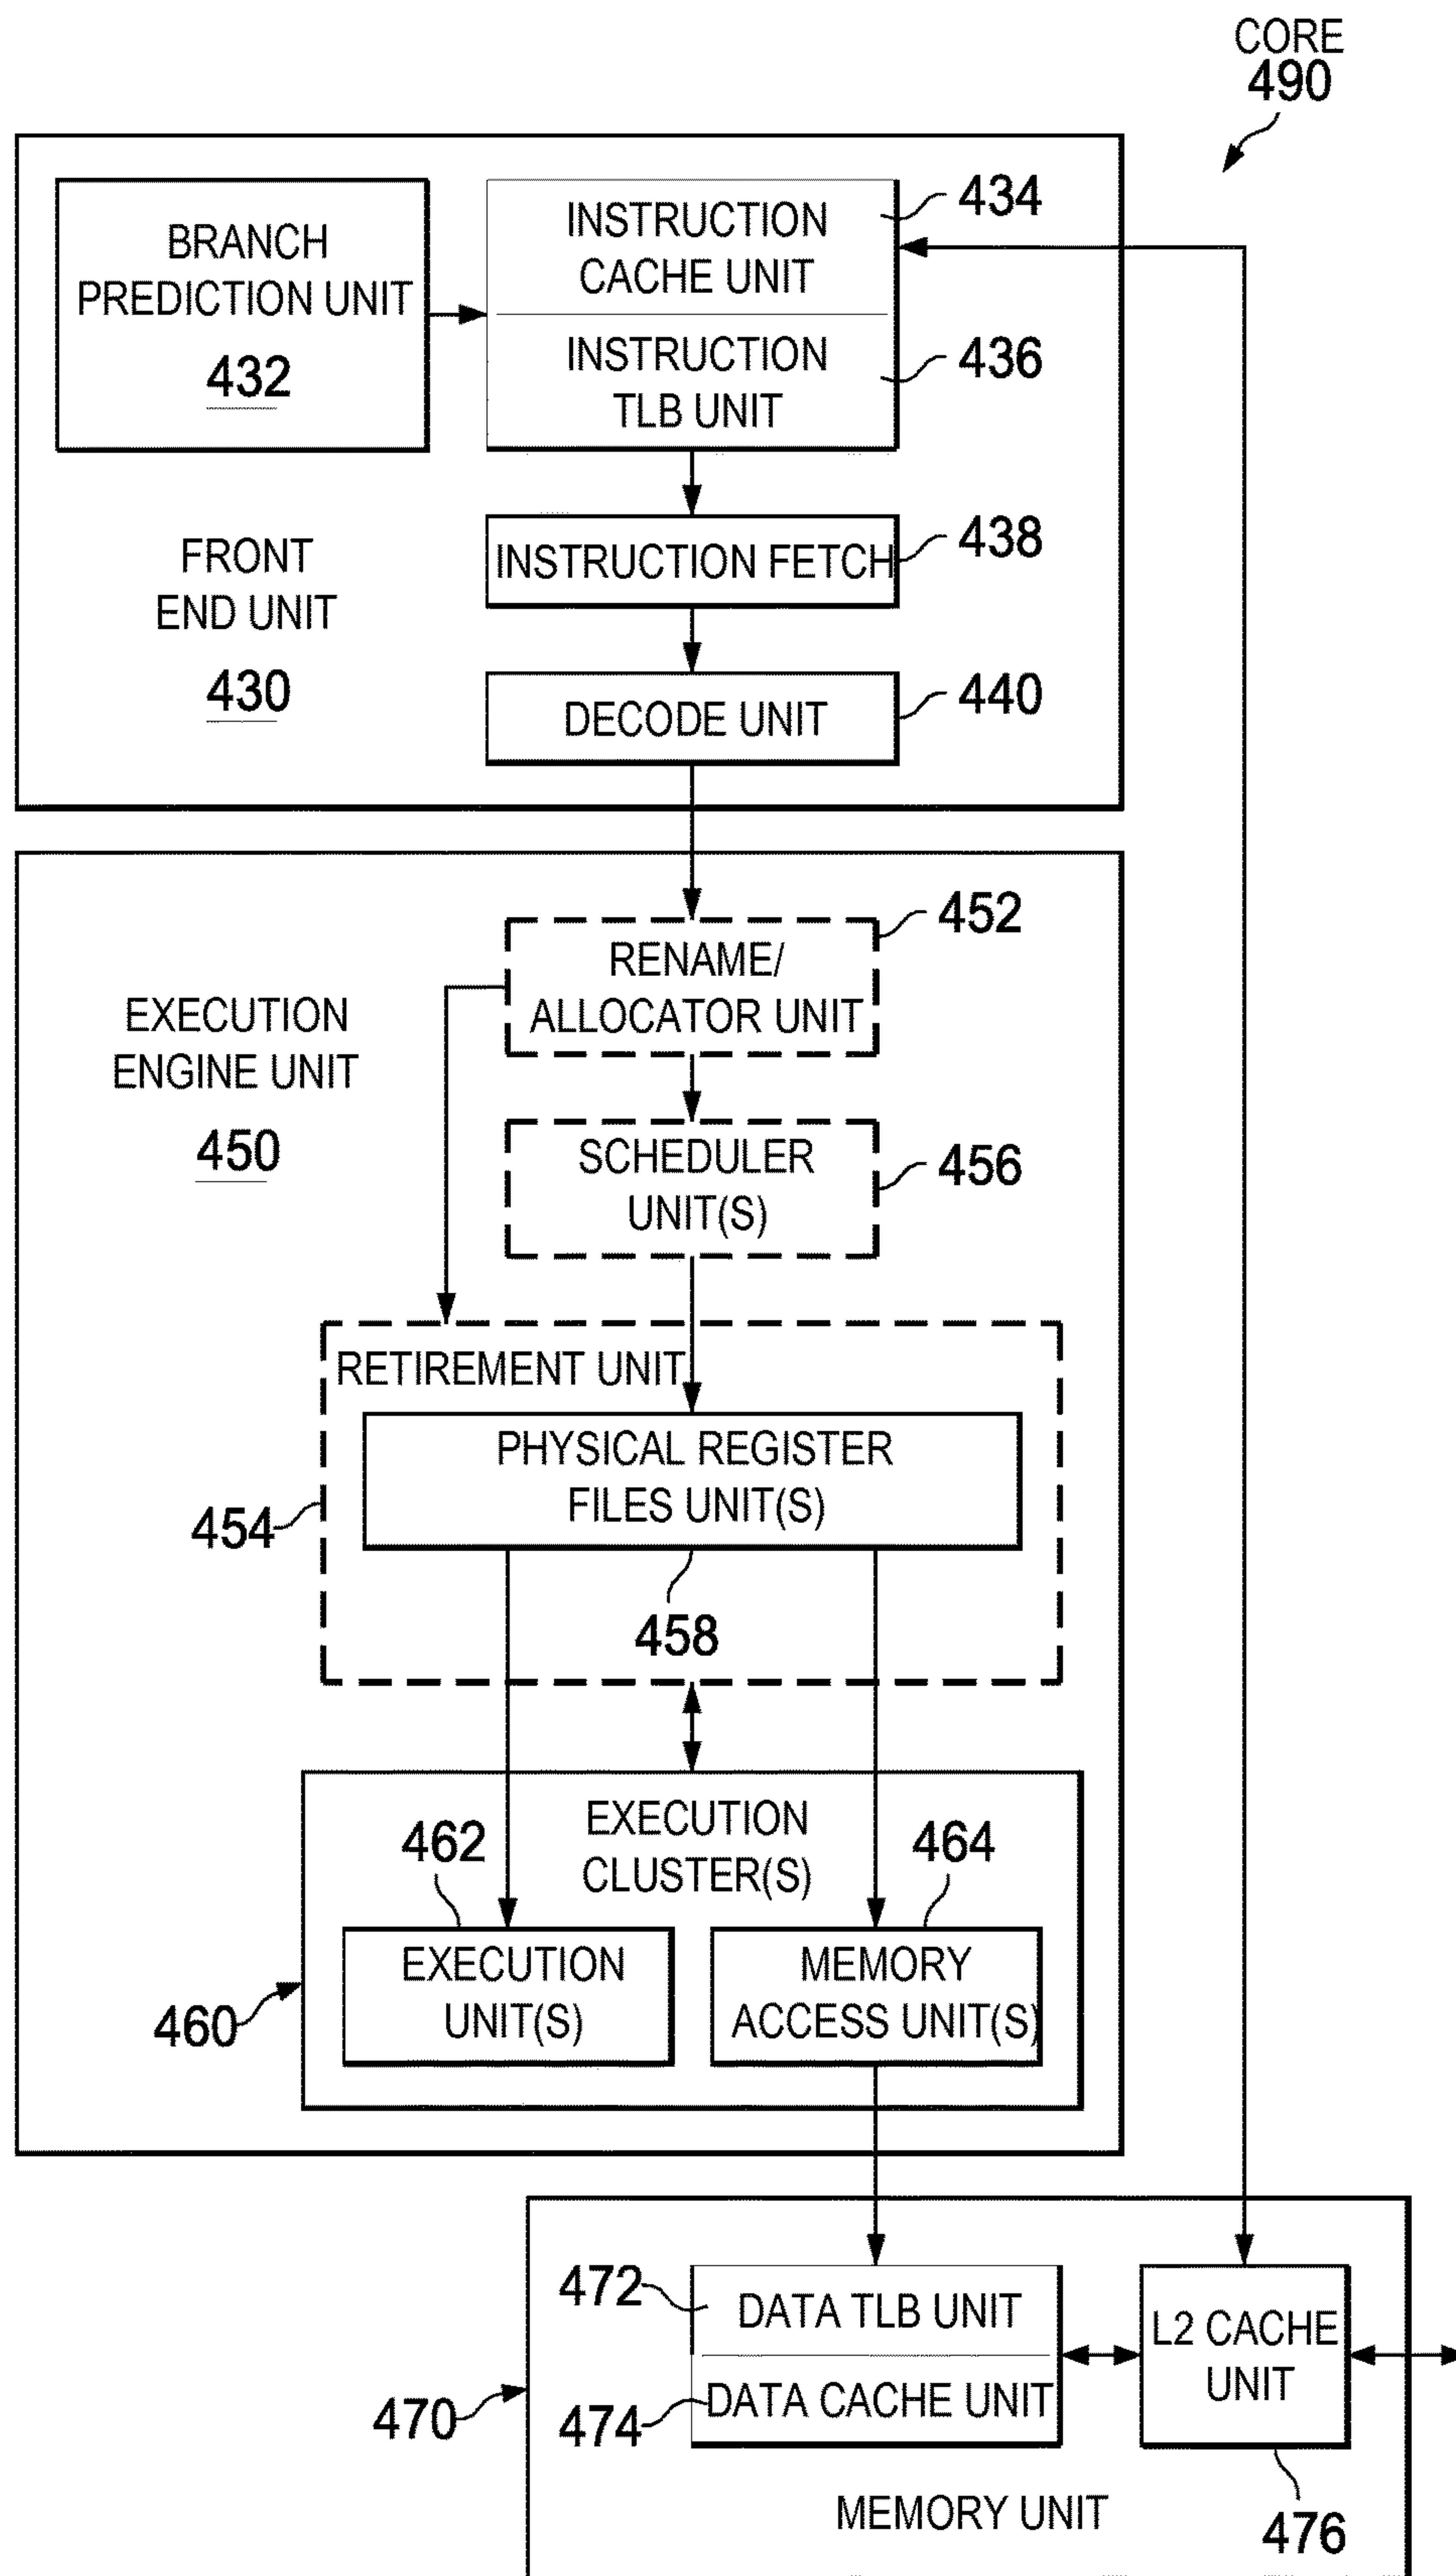 CORE
490
BRANCH
PREDICTION UNIT
432
INSTRUCTION
CACHE UNIT
434
INSTRUCTION
TLB UNIT
436
FRONT
END UNIT
430
INSTRUCTION FETCH
438
DECODE UNIT
440
EXECUTION
ENGINE UNIT
450
RENAME/
ALLOCATOR UNIT
452
SCHEDULER
UNIT(S)
456
RETIREMENT UNIT
PHYSICAL REGISTER
FILES UNIT(S)
454
458
EXECUTION
CLUSTER(S)
462
464
EXECUTION
UNIT(S)
MEMORY
ACCESS UNIT(S)
460
472
DATA TLB UNIT
L2 CACHE
UNIT
470
474
DATA CACHE UNIT
MEMORY UNIT
476